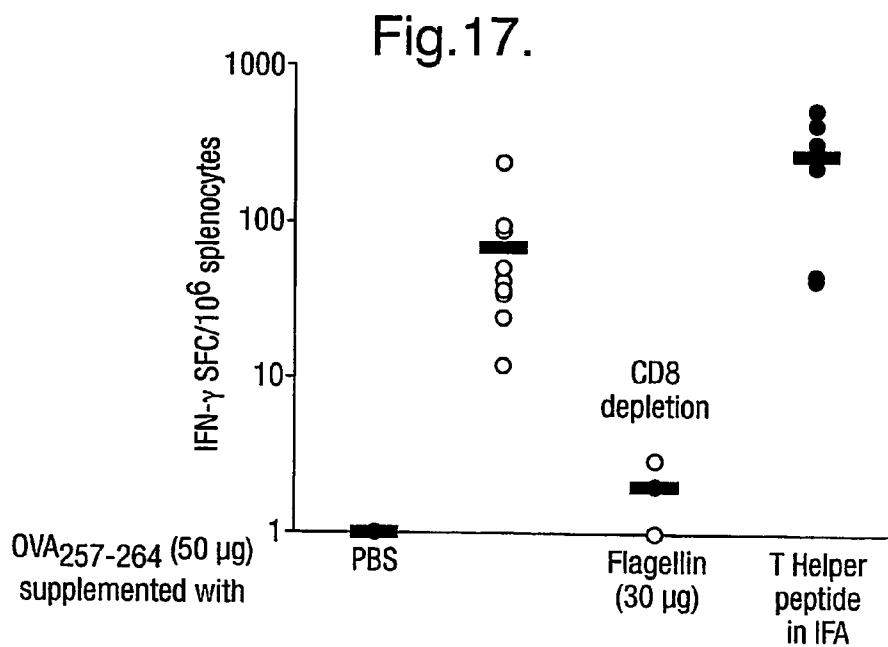 Fig.17.
1000
100
10
1
IFN-γ SFC/10⁶ splenocytes
CD8
depletion
OVA₂₅₇₋₂₆₄ (50 µg)
supplemented with
PBS
Flagellin
(30 µg)
T Helper
peptide
in IFA